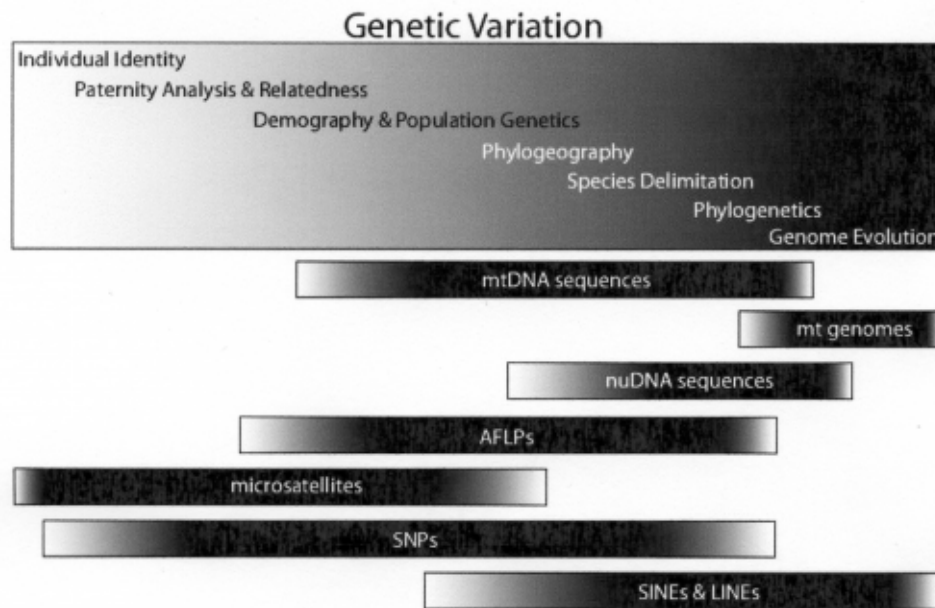 Genetic Variation
Individual Identity
Paternity Analysis & Relatedness
Demography & Population Genetics
Phylogeography
Species Delimitation
Phylogenetics
Genome Evolution
mtDNA sequences
mt genomes
nuDNA sequences
AFLPs
microsatellites
SNPs
SINEs & LINEs